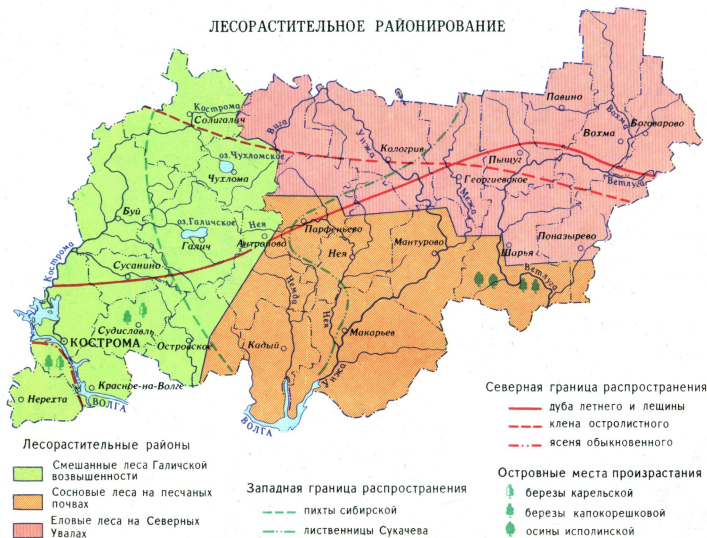 ЛЕСОРАСТИТЕЛЬНОЕ РАЙОНИРОВАНИЕ
Павино
Кострома
Солигалич
Вига
Унжа
Вохма
Боговарово
Вохма
Кологрив
Пыщуг
оз.Чухломское
Чухлома
Георгиевское
Ветлуга
Межа
Буй
оз.Галичское
Нея
Парфеньево
Галич
Антропово
Мантурово
Поназырево
Шарья
Нея
Кострома
Сусанино
Ветлуга
Немда
Нея
Судиславль
Макарьев
КОСТРОМА
Островское
Кадый
Унжа
Красное-на-Волге
Нерехта
ВОЛГА
ВОЛГА
Северная граница распространения
дуба летнего и лещины
клена остролистного
ясеня обыкновенного
Лесорастительные районы
Смешанные леса Галичской
возвышенности
Сосновые леса на песчаных
почвах
Еловые леса на Северных
Увалах
Западная граница распространения
пихты сибирской
лиственницы Сукачева
Островные места произрастания
березы карельской
березы капокорешковой
осины исполинской